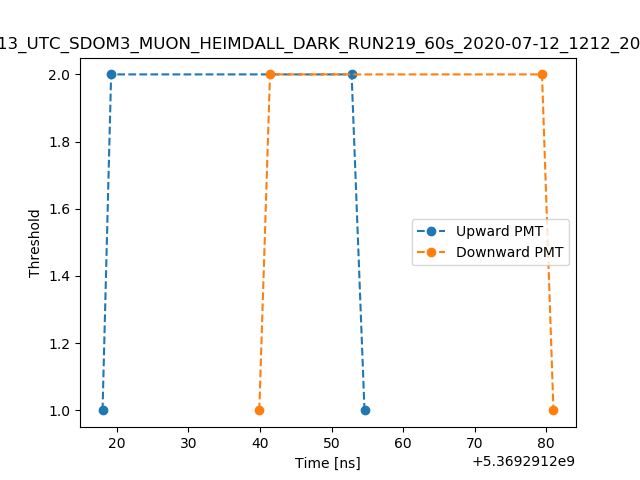 13_UTC_SDOM3_MUON_HEIMDALL_DARK_RUN219_60s_2020-07-12_1212_20
2.0
1.8
1.6
1.4
1.2
1.0
Threshold
Upward PMT
Downward PMT
20 30 40 50 60 70 80
Time [ns]
+5.3692912e9